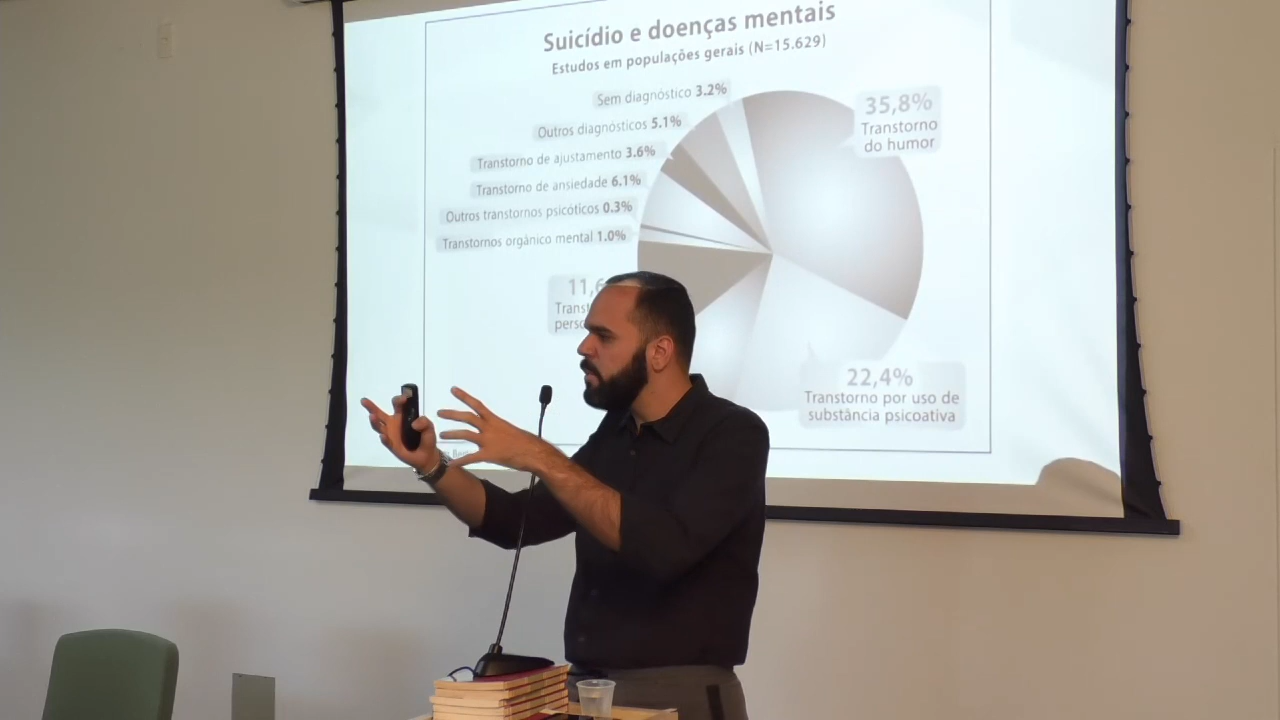 Suicídio e doenças mentais
Estudos em populações gerais (N=15.629)
Sem diagnóstico 3.2%
Outros diagnósticos 5.1%
Transtorno de ajustamento 3.6%
Transtorno de ansiedade 6.1%
Outros transtornos psicóticos 0.3%
Transtornos orgânico mental 1.0%
35,8%
Transtorno
do humor
11,6
22,4%
Transtorno por uso de
substância psicoativa